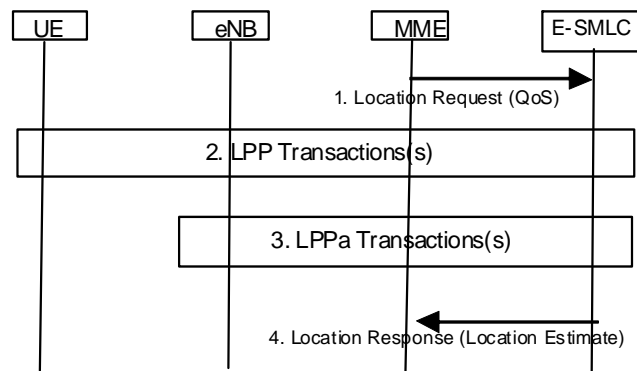 UE
eNB
MME
E-SMLC
1. Location Request (QoS)
2. LPP Transactions(s)
3. LPPa Transactions(s)
4. Location Response (Location Estimate)